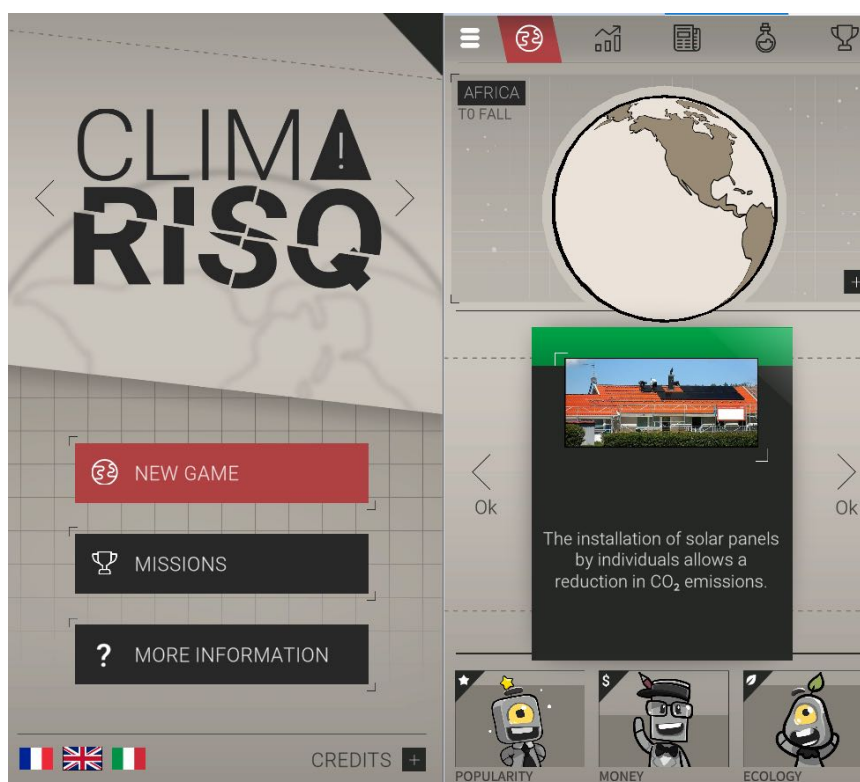 CLIMA
RISQ
NEW GAME
MISSIONS
? MORE INFORMATION
CREDITS +
AFRICA
TO FALL
+
Ok
Ok
The installation of solar panels
by individuals allows a
reduction in CO₂ emissions.
$
POPULARITY
MONEY
ECOLOGY